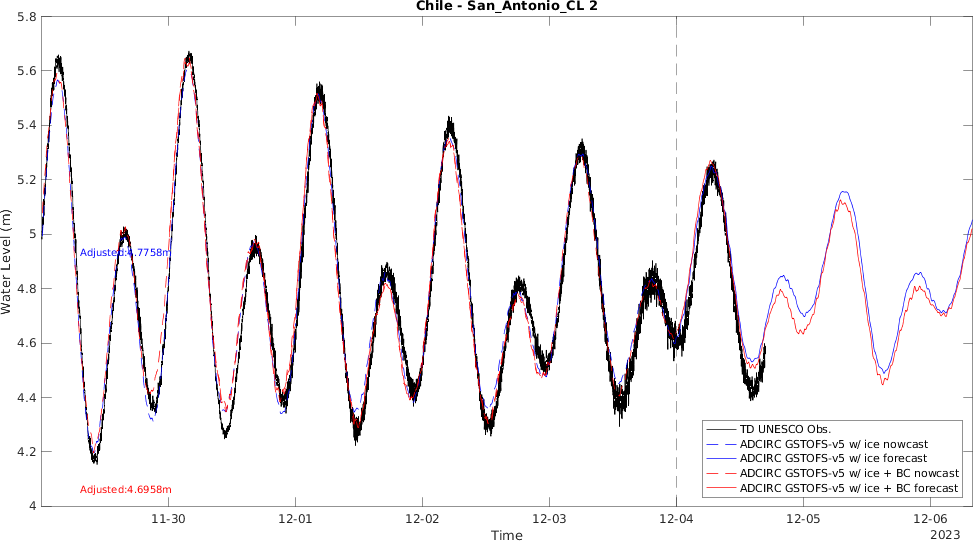 Chile - San_Antonio_CL 2
5.8
5.6
5.4
5.2
5
4.8
4.6
4.4
4.2
4
Water Level (m)
Adjusted:4.7758m
Adjusted:4.6958m
TD UNESCO Obs.
ADCIRC GSTOFS-v5 w/ ice nowcast
ADCIRC GSTOFS-v5 w/ ice forecast
ADCIRC GSTOFS-v5 w/ ice + BC nowcast
ADCIRC GSTOFS-v5 w/ ice + BC forecast
11-30 12-01 12-02 12-03 12-04 12-05 12-06
Time
2023